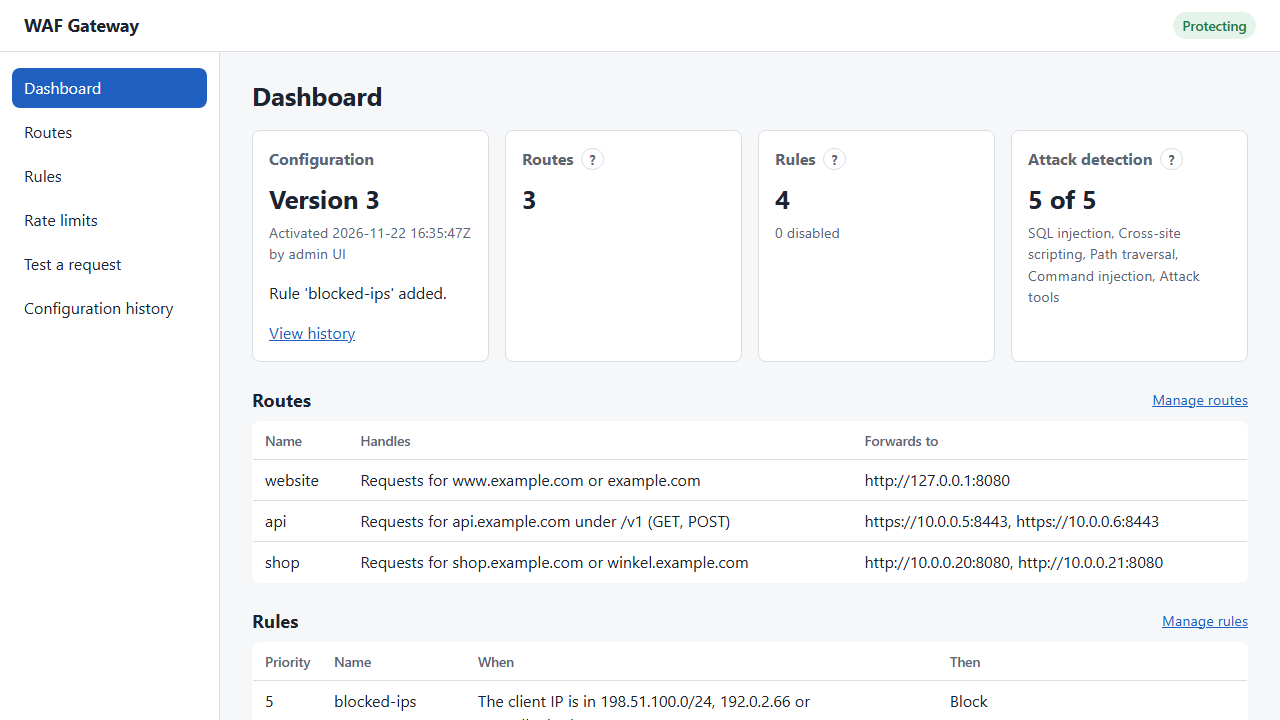 WAF Gateway
Protecting
Dashboard
Routes
Rules
Rate limits
Test a request
Configuration history
Dashboard
Configuration
Version 3
Activated 2026-11-22 16:35:47Z
by admin UI
Rule 'blocked-ips' added.
View history
Routes ?
3
Rules ?
4
0 disabled
Attack detection ?
5 of 5
SQL injection, Cross-site
scripting, Path traversal,
Command injection, Attack
tools
Routes
Manage routes
Name Handles Forwards to
website Requests for www.example.com or example.com http://127.0.0.1:8080
api Requests for api.example.com under /v1 (GET, POST) https://10.0.0.5:8443, https://10.0.0.6:8443
shop Requests for shop.example.com or winkel.example.com http://10.0.0.20:8080, http://10.0.0.21:8080
Rules
Manage rules
Priority Name When Then
5 blocked-ips The client IP is in 198.51.100.0/24, 192.0.2.66 or Block